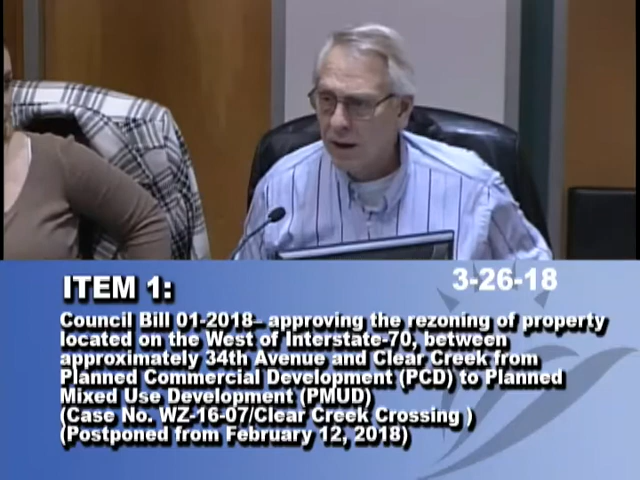 ITEM 1:
3-26-18
Council Bill 01-2018– approving the rezoning of property
located on the West of Interstate-70, between
approximately 34th Avenue and Clear Creek from
Planned Commercial Development (PCD) to Planned
Mixed Use Development (PMUD)
(Case No. WZ-16-07/Clear Creek Crossing )
(Postponed from February 12, 2018)